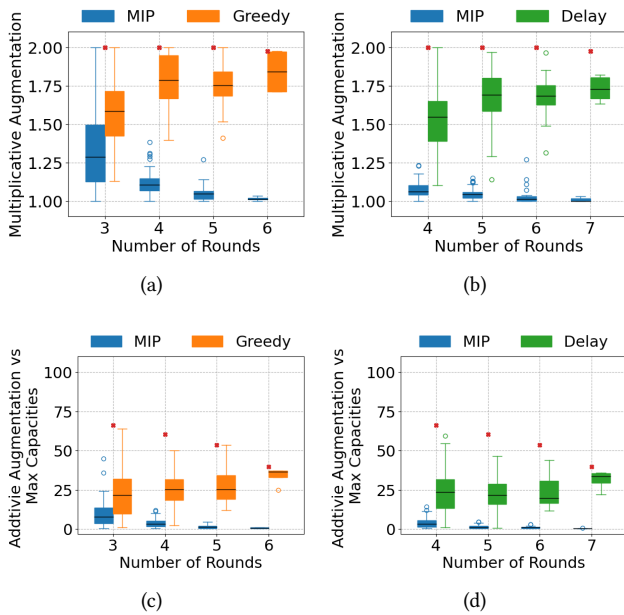 MIP Greedy
Multiplicative Augmentation
2.00
1.75
1.50
1.25
1.00
3 4 5 6
Number of Rounds
(a)
MIP Delay
Multiplicative Augmentation
2.00
1.75
1.50
1.25
1.00
4 5 6 7
Number of Rounds
(b)
MIP Greedy
Addtivie Augmentation vs
Max Capacities
100
75
50
25
0
3 4 5 6
Number of Rounds
(c)
MIP Delay
Addtivie Augmentation vs
Max Capacities
100
75
50
25
0
4 5 6 7
Number of Rounds
(d)